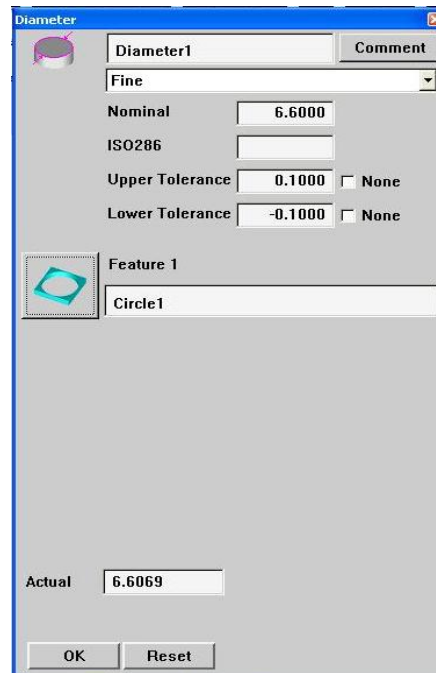 Diameter
Diameter1 Comment
Fine
Nominal 6.6000
ISO286
Upper Tolerance 0.1000 None
Lower Tolerance -0.1000 None
Feature 1
Circle1
Actual 6.6069
OK Reset